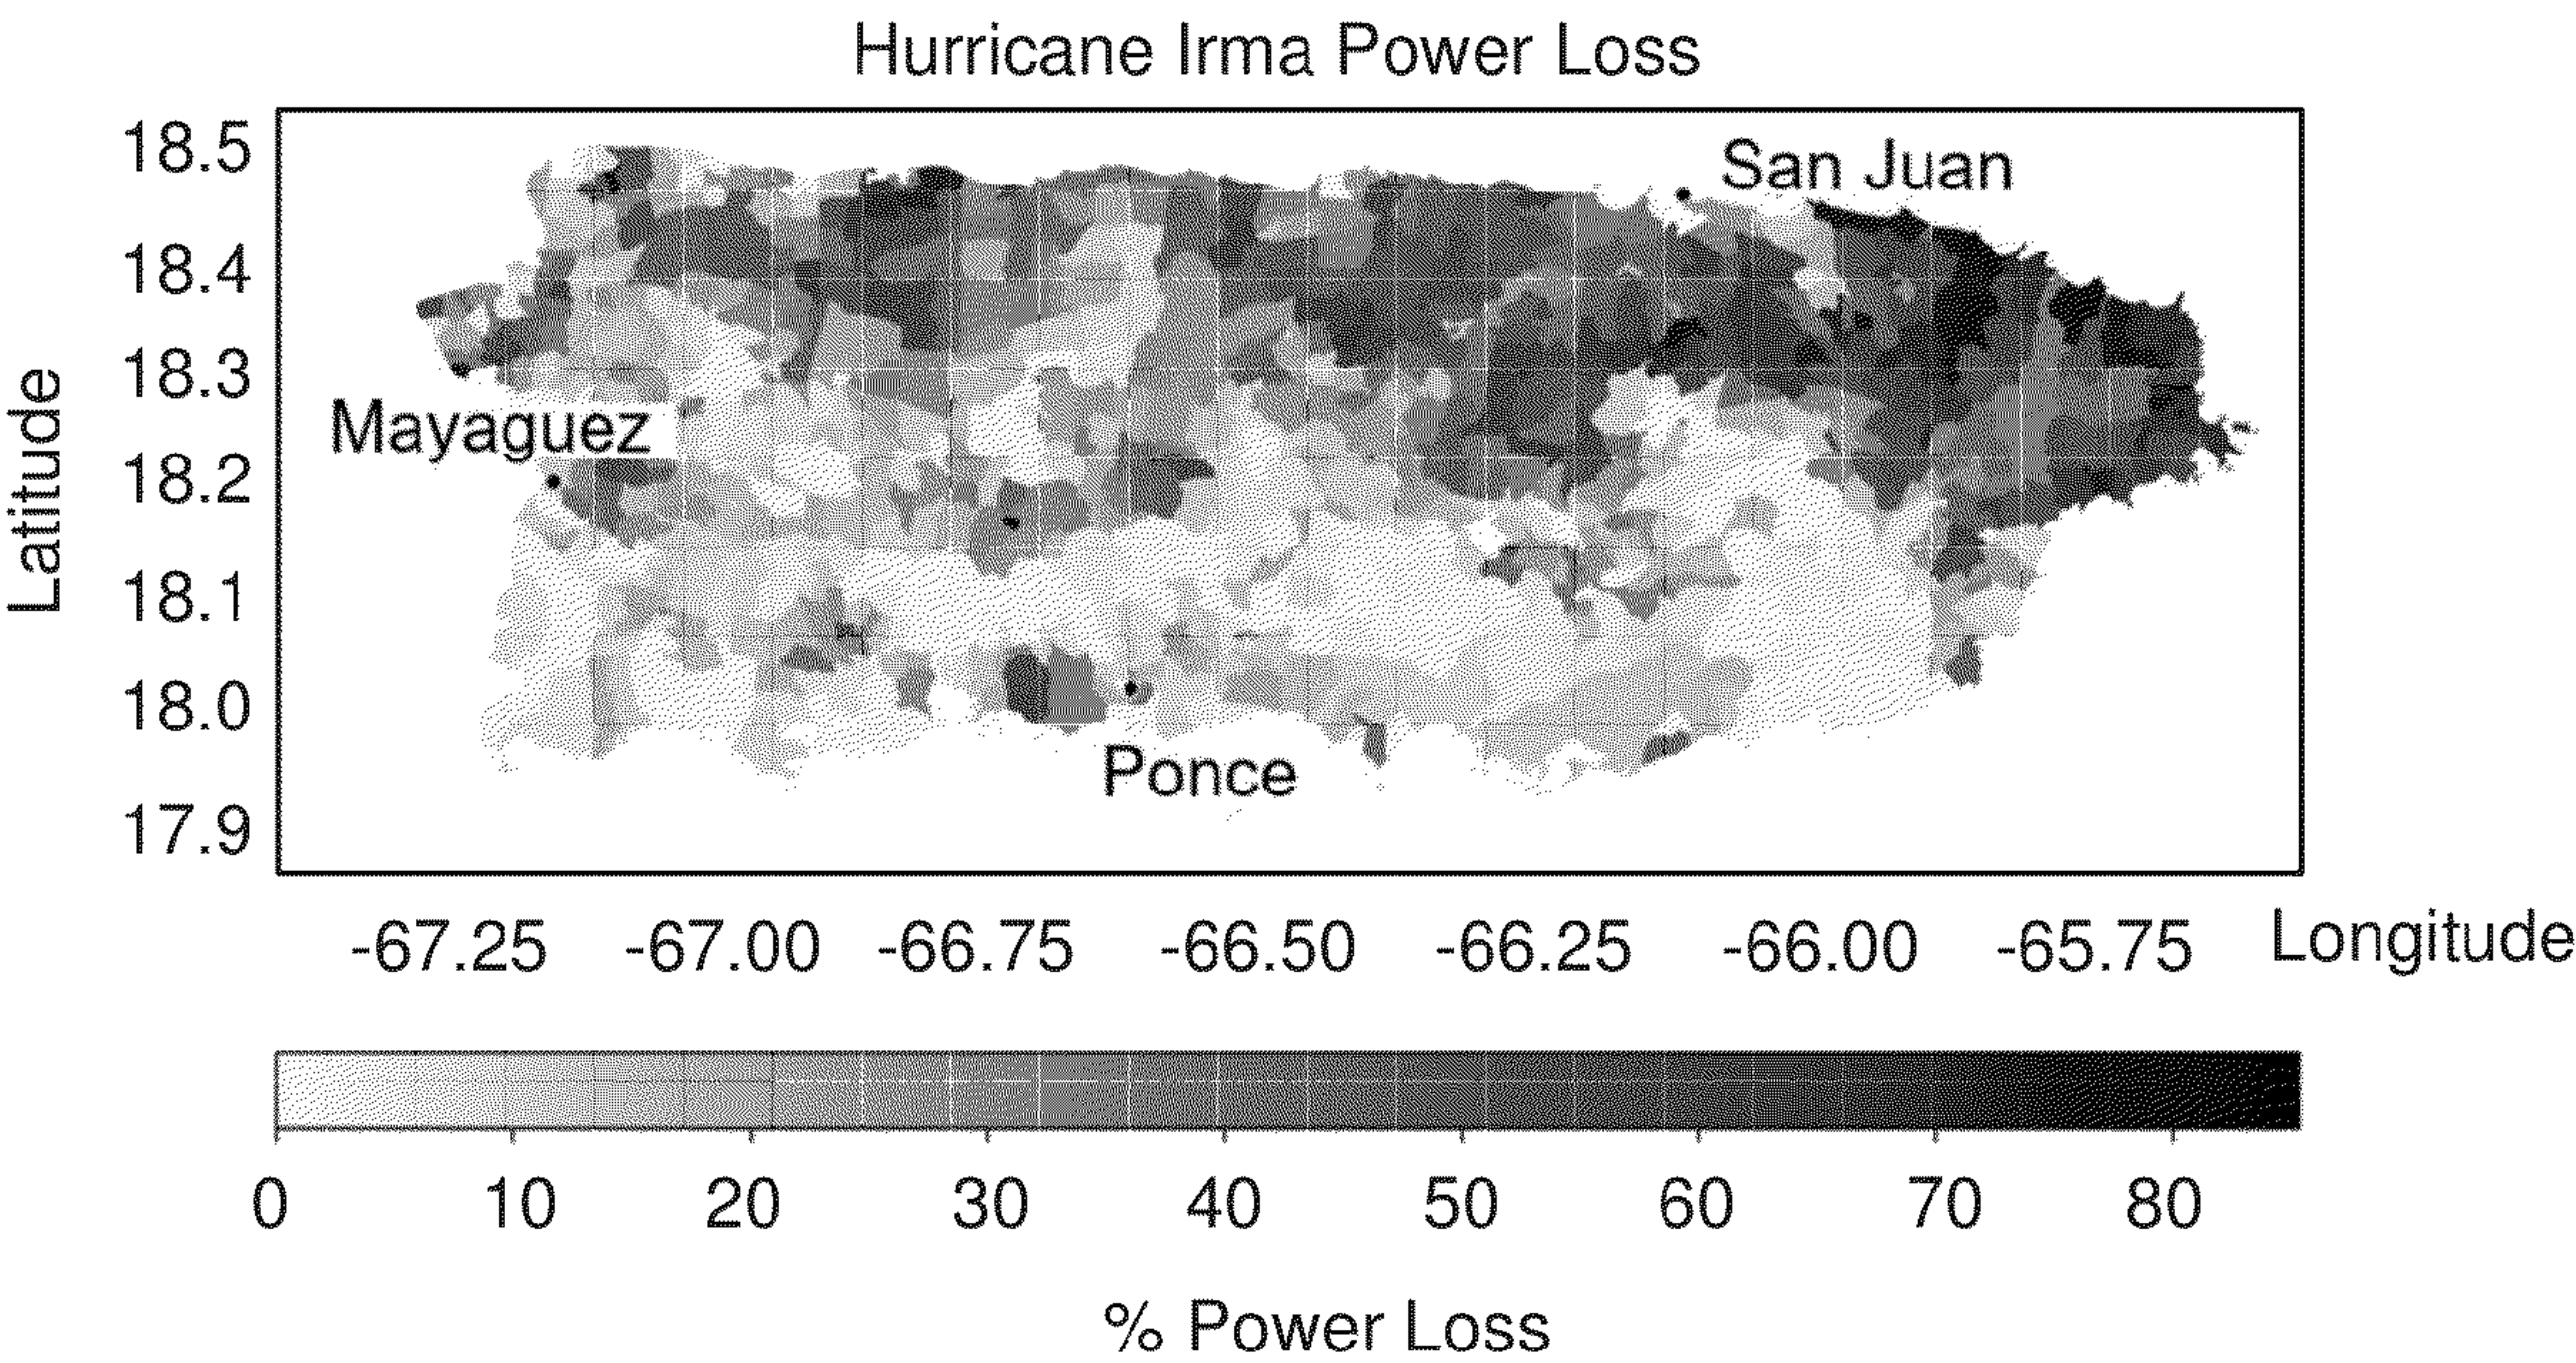 Hurricane Irma Power Loss
18.5
San Juan
18.4
18.3
Mayaguez
Latitude
18.2
18.1
18.0
Ponce
17.9
-67.25 -67.00 -66.75 -66.50 -66.25 -66.00 -65.75 Longitude
0 10 20 30 40 50 60 70 80
% Power Loss